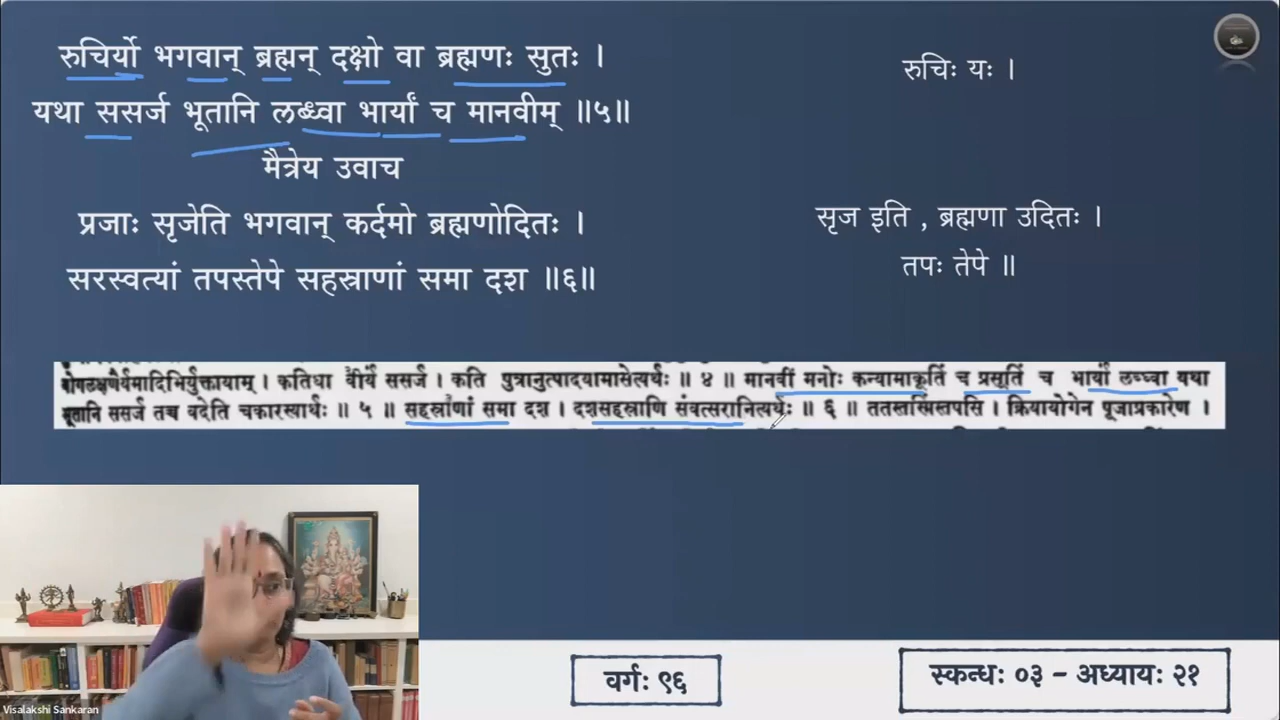 रुचिर्यो भगवान् ब्रह्मन् दक्षो वा ब्रह्मणः सुतः ।
यथा ससर्ज भूतानि लब्ध्वा भार्यां च मानवीम् ॥५॥
मैत्रेय उवाच
प्रजाः सृजेति भगवान् कर्दमो ब्रह्मणोदितः ।
सरस्वत्यां तपस्तेपे सहस्राणां समा दश ॥६॥
रुचिः यः ।
सृज इति , ब्रह्मणा उदितः ।
तपः तेपे ॥
योगलक्षणैर्यमादिभिर्युक्तायाम् । कतिधा वीर्यं ससर्ज । कति पुत्रानुत्पादयामासेत्यर्थः ॥ ४ ॥ मानवीं मनोः कन्यामाकूतिं च प्रसूतिं च भार्यां लब्ध्वा यथा
भूतानि ससर्ज तच्च वदेति चकारस्यार्थः ॥ ५ ॥ सहस्राणां समा दश । दशसहस्राणि संवत्सरानित्यर्थः ॥ ६ ॥ ततस्तस्मिंस्तपसि । क्रियायोगेन पूजाप्रकारेण ।
Visalakshi Sankaran
वर्गः ९६
स्कन्धः ०३ - अध्यायः २१